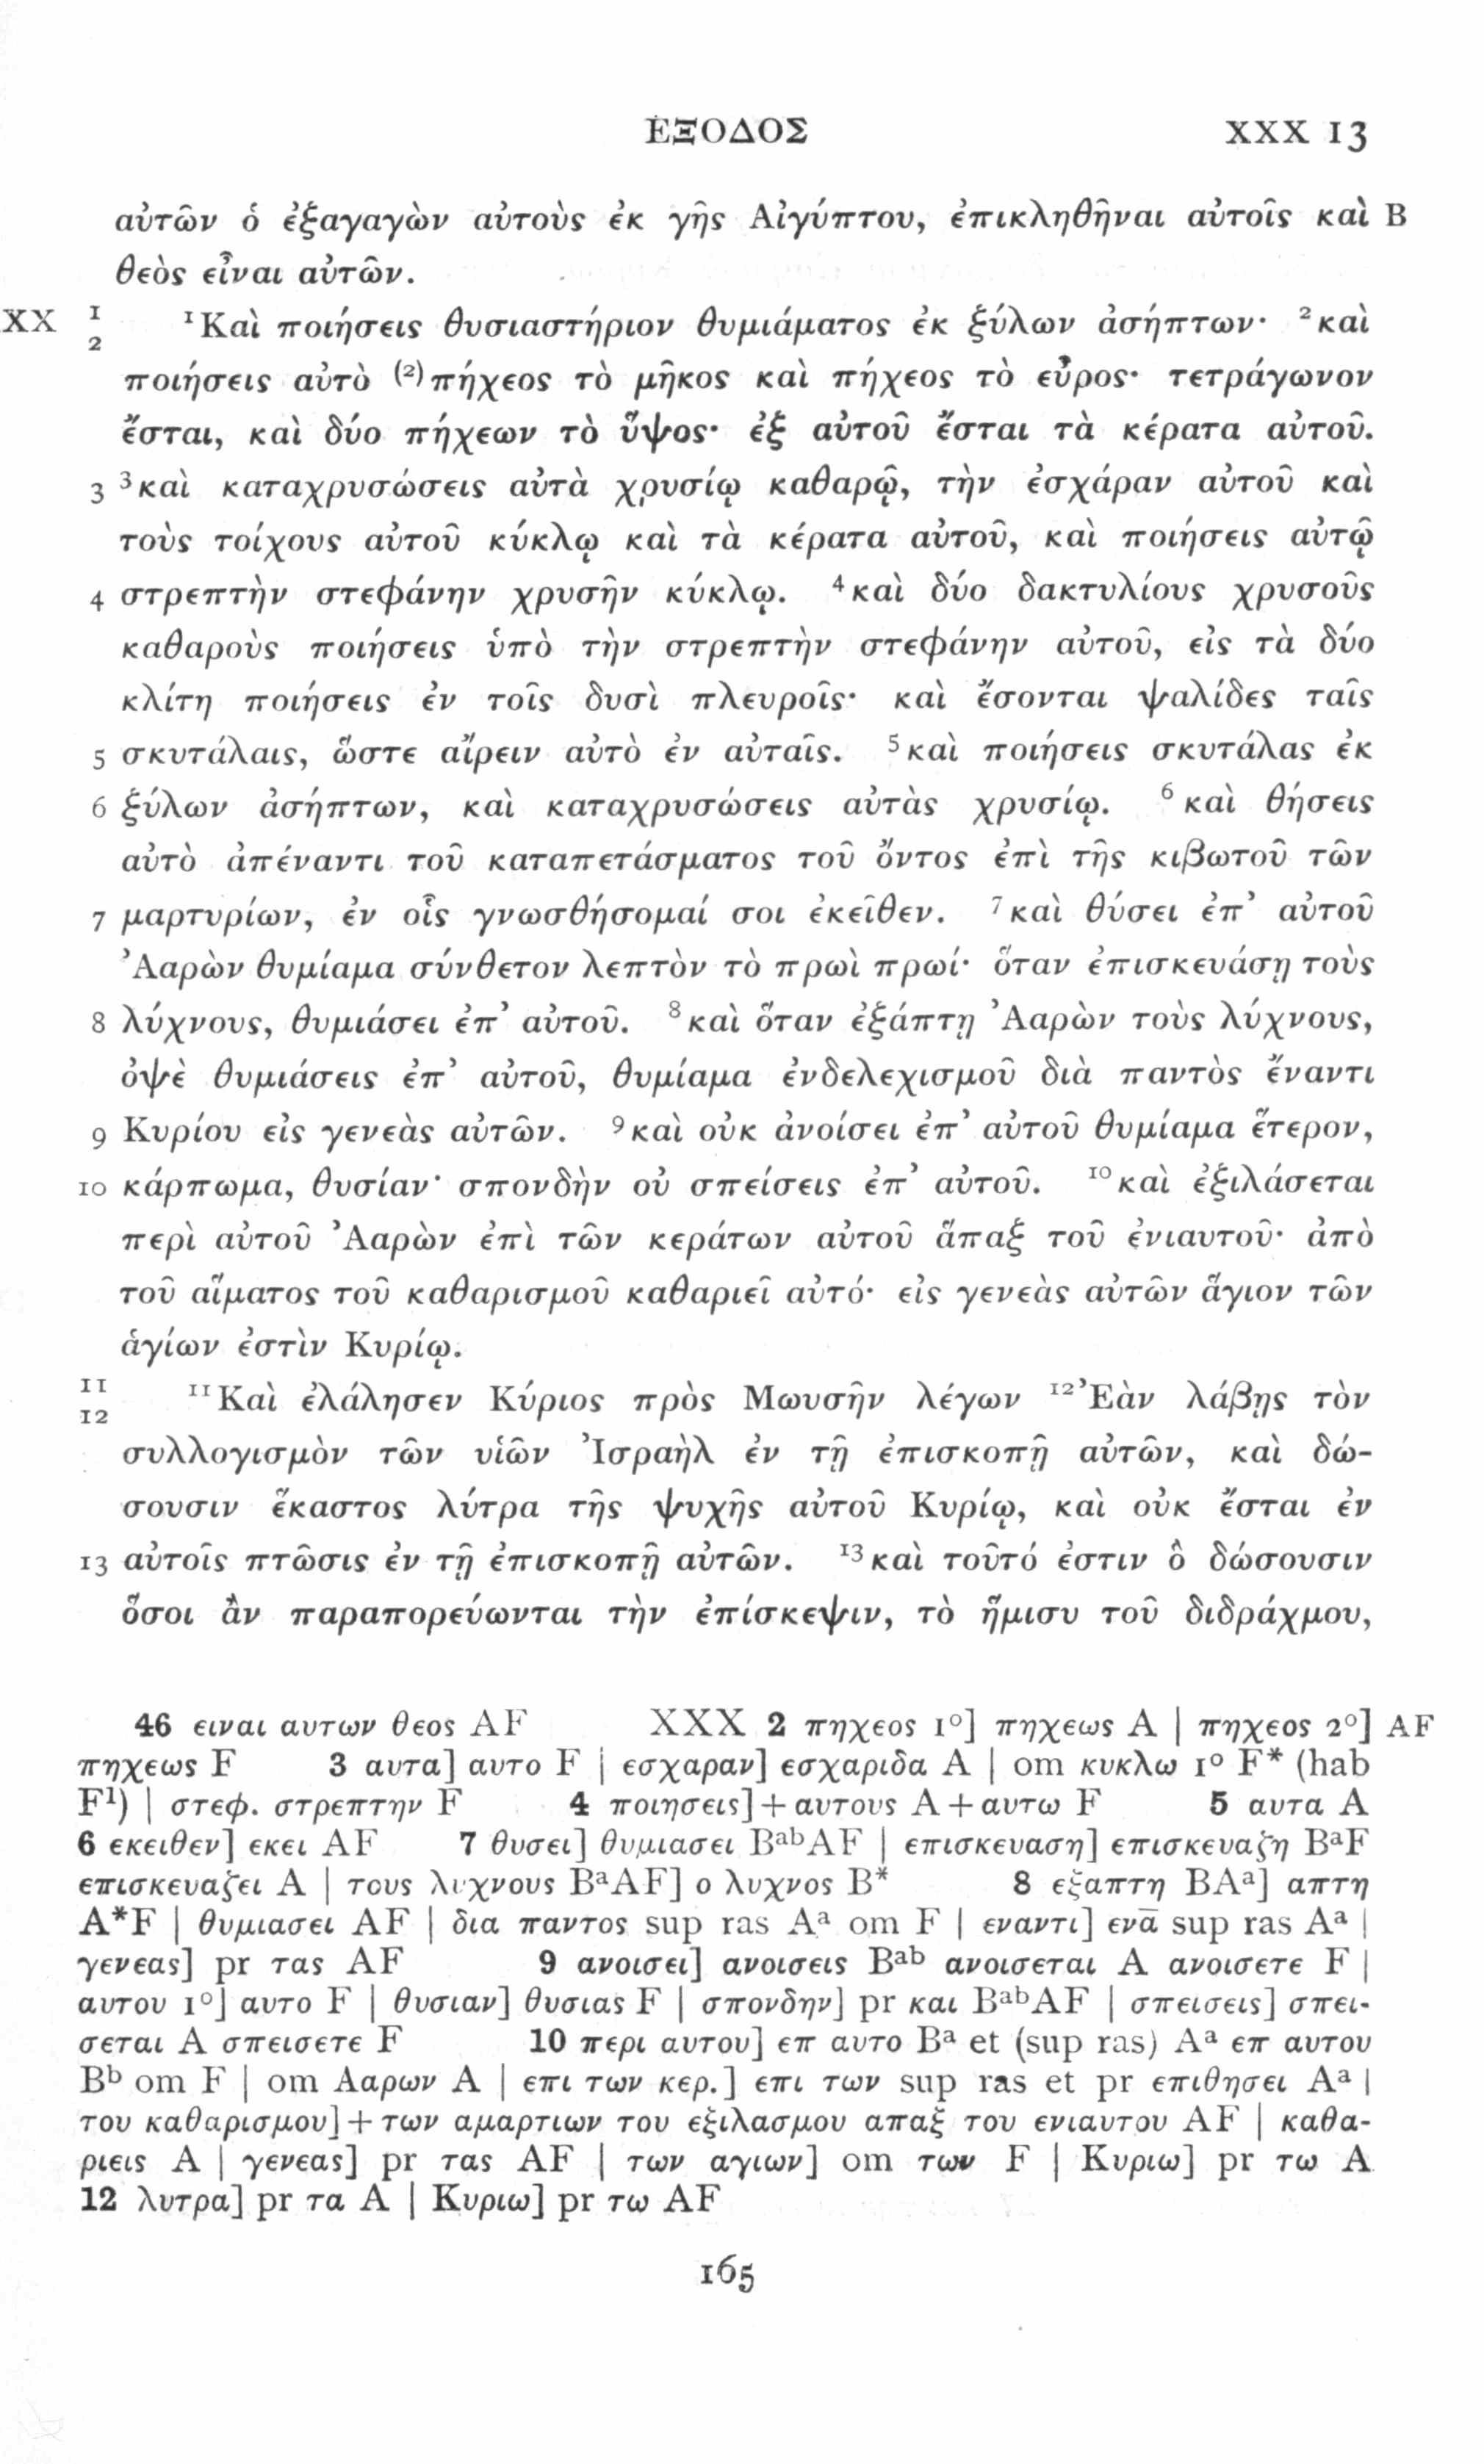 ΕΞΟΔΟΣ XXX 13
αὐτῶν ὁ ἐξαγαγὼν αὐτοὺς ἐκ γῆς Αἰγύπτου, ἐπικληθῆναι αὐτοῖς καὶ B
θεὸς εἶναι αὐτῶν.
XX 1 2 ¹Καὶ ποιήσεις θυσιαστήριον θυμιάματος ἐκ ξύλων ἀσήπτων· ²καὶ
ποιήσεις αὐτὸ ⁽²⁾πήχεος τὸ μῆκος καὶ πήχεος τὸ εὖρος· τετράγωνον
ἔσται, καὶ δύο πήχεων τὸ ὕψος· ἐξ αὐτοῦ ἔσται τὰ κέρατα αὐτοῦ.
3 ³καὶ καταχρυσώσεις αὐτὰ χρυσίῳ καθαρῷ, τὴν ἐσχάραν αὐτοῦ καὶ
τοὺς τοίχους αὐτοῦ κύκλῳ καὶ τὰ κέρατα αὐτοῦ, καὶ ποιήσεις αὐτῷ
4 στρεπτὴν στεφάνην χρυσῆν κύκλῳ. ⁴καὶ δύο δακτυλίους χρυσοῦς
καθαροὺς ποιήσεις ὑπὸ τὴν στρεπτὴν στεφάνην αὐτοῦ, εἰς τὰ δύο
κλίτη ποιήσεις ἐν τοῖς δυσὶ πλευροῖς· καὶ ἔσονται ψαλίδες ταῖς
5 σκυτάλαις, ὥστε αἴρειν αὐτὸ ἐν αὐταῖς. ⁵καὶ ποιήσεις σκυτάλας ἐκ
6 ξύλων ἀσήπτων, καὶ καταχρυσώσεις αὐτὰς χρυσίῳ. ⁶καὶ θήσεις
αὐτὸ ἀπέναντι τοῦ καταπετάσματος τοῦ ὄντος ἐπὶ τῆς κιβωτοῦ τῶν
7 μαρτυρίων, ἐν οἷς γνωσθήσομαί σοι ἐκεῖθεν. ⁷καὶ θύσει ἐπ᾽ αὐτοῦ
Ἀαρὼν θυμίαμα σύνθετον λεπτὸν τὸ πρωὶ πρωί· ὅταν ἐπισκευάσῃ τοὺς
8 λύχνους, θυμιάσει ἐπ᾽ αὐτοῦ. ⁸καὶ ὅταν ἐξάπτῃ Ἀαρὼν τοὺς λύχνους,
ὀψὲ θυμιάσεις ἐπ᾽ αὐτοῦ, θυμίαμα ἐνδελεχισμοῦ διὰ παντὸς ἔναντι
9 Κυρίου εἰς γενεὰς αὐτῶν. ⁹καὶ οὐκ ἀνοίσει ἐπ᾽ αὐτοῦ θυμίαμα ἕτερον,
10 κάρπωμα, θυσίαν· σπονδὴν οὐ σπείσεις ἐπ᾽ αὐτοῦ. ¹⁰καὶ ἐξιλάσεται
περὶ αὐτοῦ Ἀαρὼν ἐπὶ τῶν κεράτων αὐτοῦ ἅπαξ τοῦ ἐνιαυτοῦ· ἀπὸ
τοῦ αἵματος τοῦ καθαρισμοῦ καθαριεῖ αὐτό· εἰς γενεὰς αὐτῶν ἅγιον τῶν
ἁγίων ἐστὶν Κυρίῳ.
11 12 ¹¹Καὶ ἐλάλησεν Κύριος πρὸς Μωυσῆν λέγων ¹²Ἐὰν λάβῃς τὸν
συλλογισμὸν τῶν υἱῶν Ἰσραὴλ ἐν τῇ ἐπισκοπῇ αὐτῶν, καὶ δώ-
σουσιν ἕκαστος λύτρα τῆς ψυχῆς αὐτοῦ Κυρίῳ, καὶ οὐκ ἔσται ἐν
13 αὐτοῖς πτῶσις ἐν τῇ ἐπισκοπῇ αὐτῶν. ¹³καὶ τοῦτό ἐστιν ὃ δώσουσιν
ὅσοι ἂν παραπορεύωνται τὴν ἐπίσκεψιν, τὸ ἥμισυ τοῦ διδράχμου,
46 ειναι αυτων θεος AF XXX 2 πηχεος 1º] πηχεως A | πηχεος 2º] AF
πηχεως F 3 αυτα] αυτο F | εσχαραν] εσχαριδα A | om κυκλω 1º F* (hab
F¹) | στεφ. στρεπτην F 4 ποιησεις]+αυτους A+αυτω F 5 αυτα A
6 εκειθεν] εκει AF 7 θυσει] θυμιασει Bᵃᵇ AF | επισκευαση] επισκευαζη BᵃF
επισκευαζει A | τους λυχνους BᵃAF] ο λυχνος B* 8 εξαπτη BAᵃ] απτη
A*F | θυμιασει AF | δια παντος sup ras Aᵃ om F | εναντι] ενα̅ sup ras Aᵃ |
γενεας] pr τας AF 9 ανοισει] ανοισεις Bᵃᵇ ανοισεται A ανοισετε F |
αυτου 1º] αυτο F | θυσιαν] θυσιας F | σπονδην] pr και BᵃᵇAF | σπεισεις] σπει-
σεται A σπεισετε F 10 περι αυτου] επ αυτο Bᵃ et (sup ras) Aᵃ επ αυτου
Bᵇ om F | om Ααρων A | επι των κερ.] επι των sup ras et pr επιθησει Aᵃ |
του καθαρισμου]+των αμαρτιων του εξιλασμου απαξ του ενιαυτου AF | καθα-
ριεις A | γενεας] pr τας AF | των αγιων] om των F | Κυριω] pr τω A
12 λυτρα] pr τα A | Κυριω] pr τω AF
165